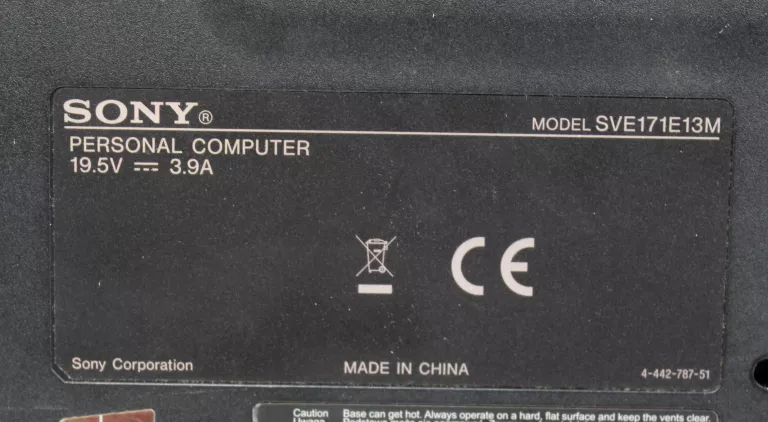 SONY®
MODEL SVE171E13M
PERSONAL COMPUTER
19.5V ⎓ 3.9A
CE
Sony Corporation
MADE IN CHINA
4-442-787-51
Caution Base can get hot. Always operate on a hard, flat surface and keep the vents clear.
Uwaga